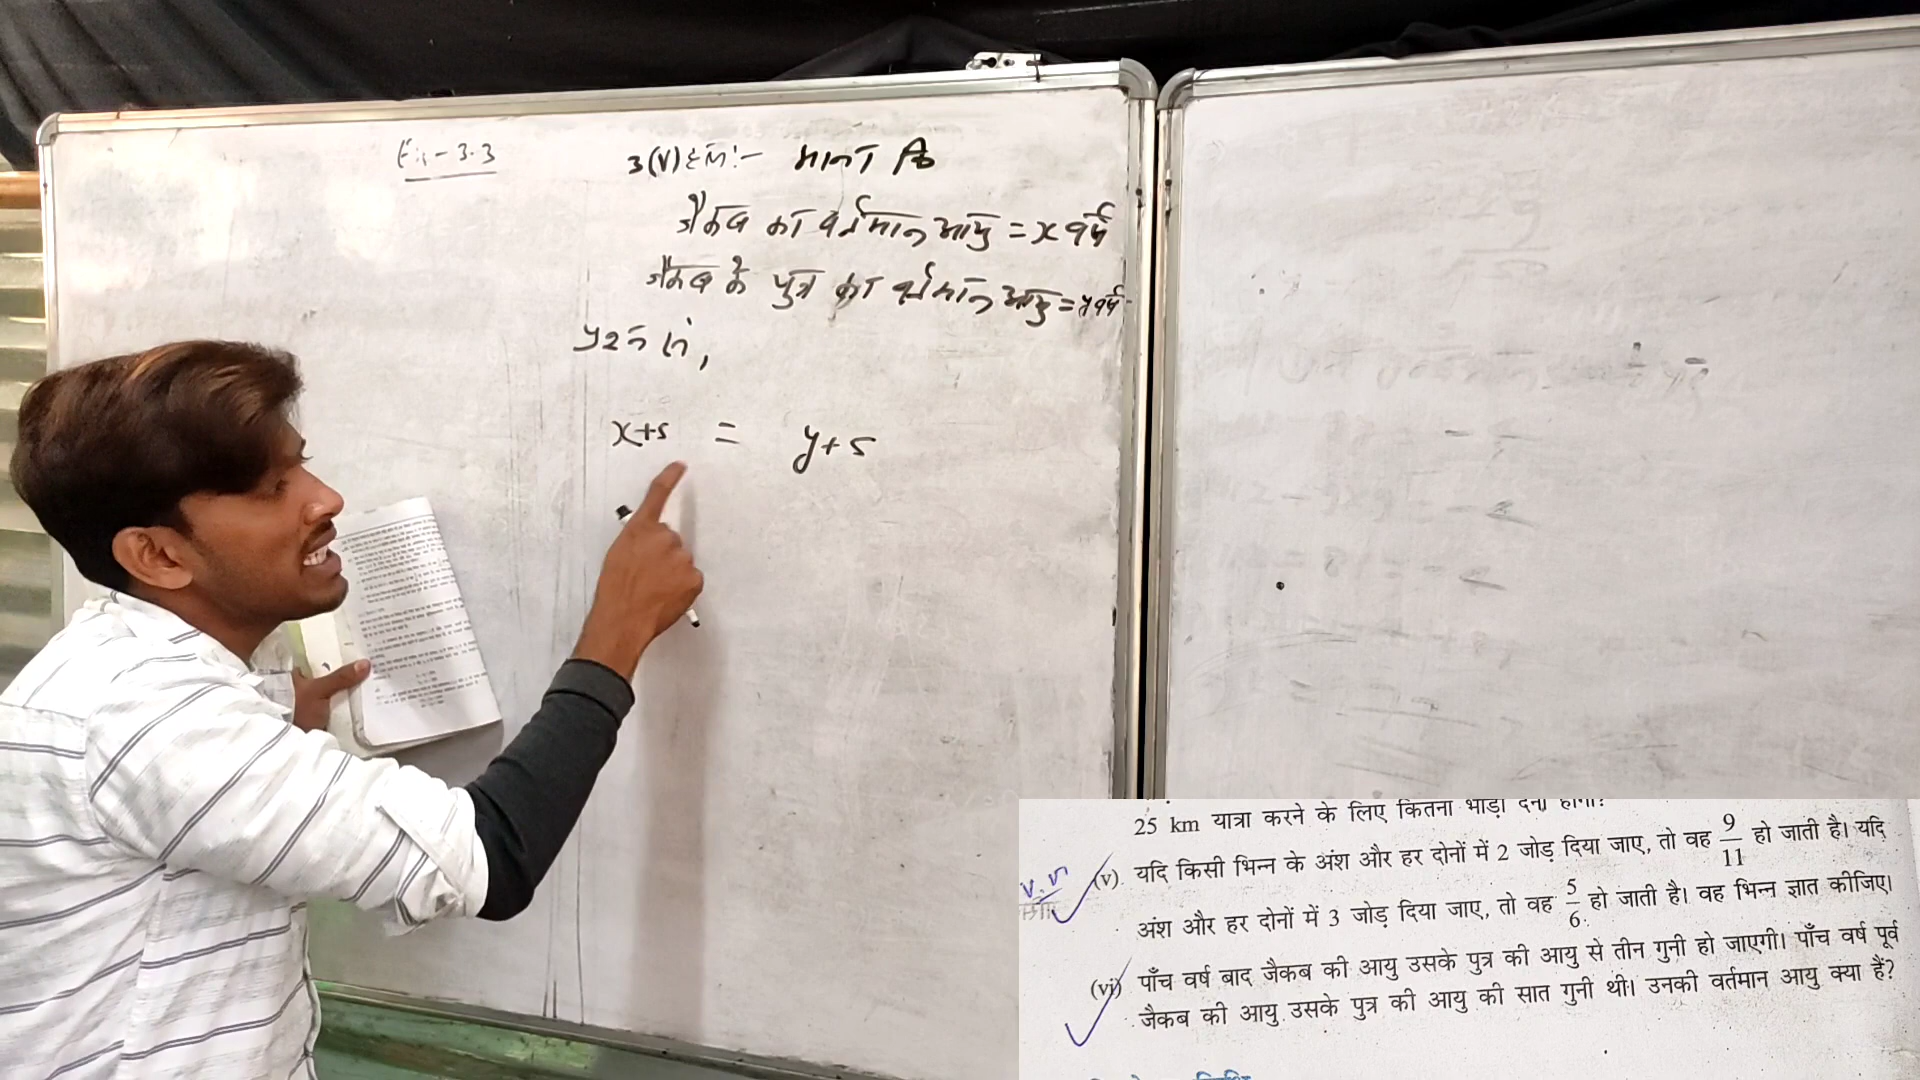 Ex - 3.3
3(V) हल:- माना कि
जैकब का वर्तमान आयु = x वर्ष
जैकब के पुत्र का वर्तमान आयु = y वर्ष
x+5 = y+5
25 km यात्रा करने के लिए कितना भाड़ा देना होगा?
(v) यदि किसी भिन्न के अंश और हर दोनों में 2 जोड़ दिया जाए, तो वह 9/11 हो जाती है। यदि
अंश और हर दोनों में 3 जोड़ दिया जाए, तो वह 5/6 हो जाती है। वह भिन्न ज्ञात कीजिए।
(vi) पाँच वर्ष बाद जैकब की आयु उसके पुत्र की आयु से तीन गुनी हो जाएगी। पाँच वर्ष पूर्व
जैकब की आयु उसके पुत्र की आयु की सात गुनी थी। उनकी वर्तमान आयु क्या हैं?